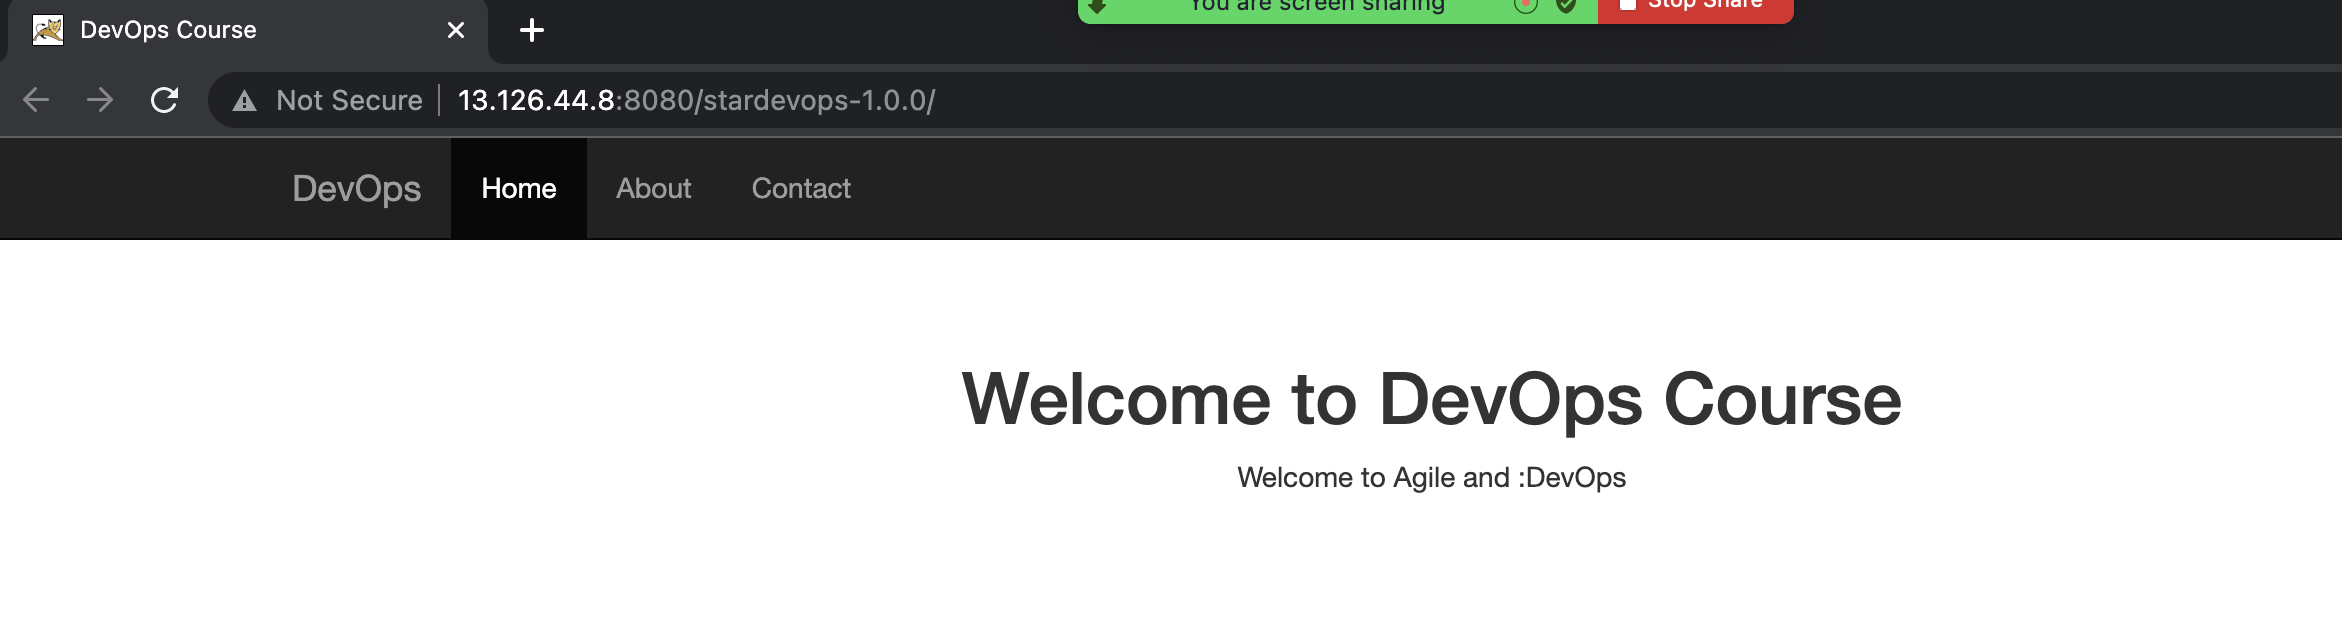 You are screen sharing
Stop Share
DevOps Course
Not Secure 13.126.44.8:8080/stardevops-1.0.0/
DevOps Home About Contact
Welcome to DevOps Course
Welcome to Agile and :DevOps